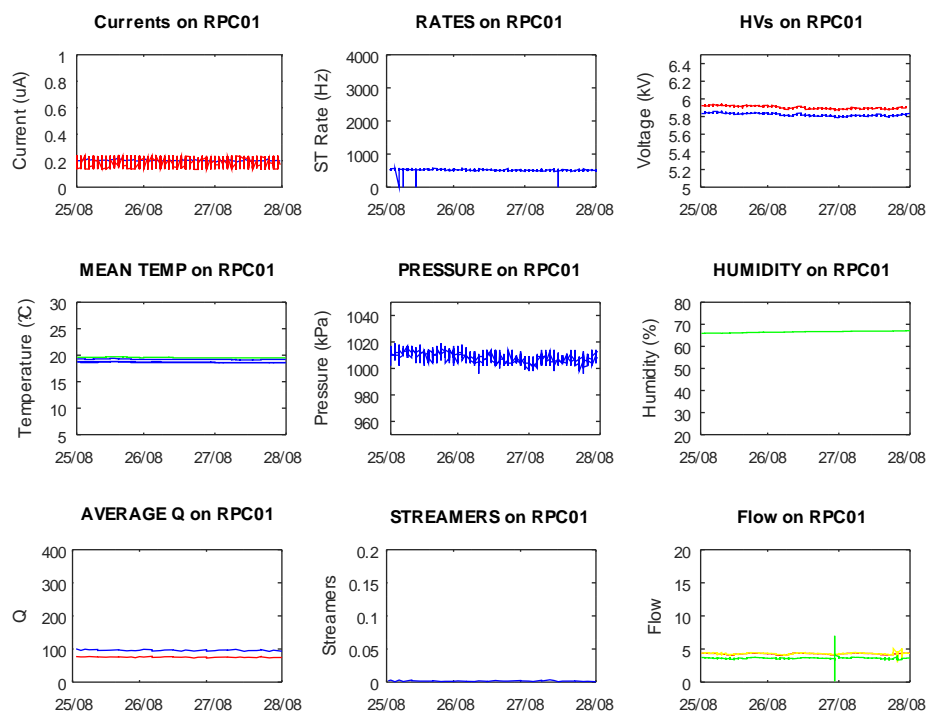 Currents on RPC01
Current (uA)
1
0.8
0.6
0.4
0.2
0
25/08 26/08 27/08 28/08
RATES on RPC01
ST Rate (Hz)
4000
3000
2000
1000
0
25/08 26/08 27/08 28/08
HVs on RPC01
Voltage (kV)
6.4
6.2
6
5.8
5.6
5.4
5.2
5
25/08 26/08 27/08 28/08
MEAN TEMP on RPC01
Temperature (?C)
30
25
20
15
10
5
25/08 26/08 27/08 28/08
PRESSURE on RPC01
Pressure (kPa)
1040
1020
1000
980
960
25/08 26/08 27/08 28/08
HUMIDITY on RPC01
Humidity (%)
80
70
60
50
40
30
20
25/08 26/08 27/08 28/08
AVERAGE Q on RPC01
Q
400
300
200
100
0
25/08 26/08 27/08 28/08
STREAMERS on RPC01
Streamers
0.2
0.15
0.1
0.05
0
25/08 26/08 27/08 28/08
Flow on RPC01
Flow
20
15
10
5
0
25/08 26/08 27/08 28/08